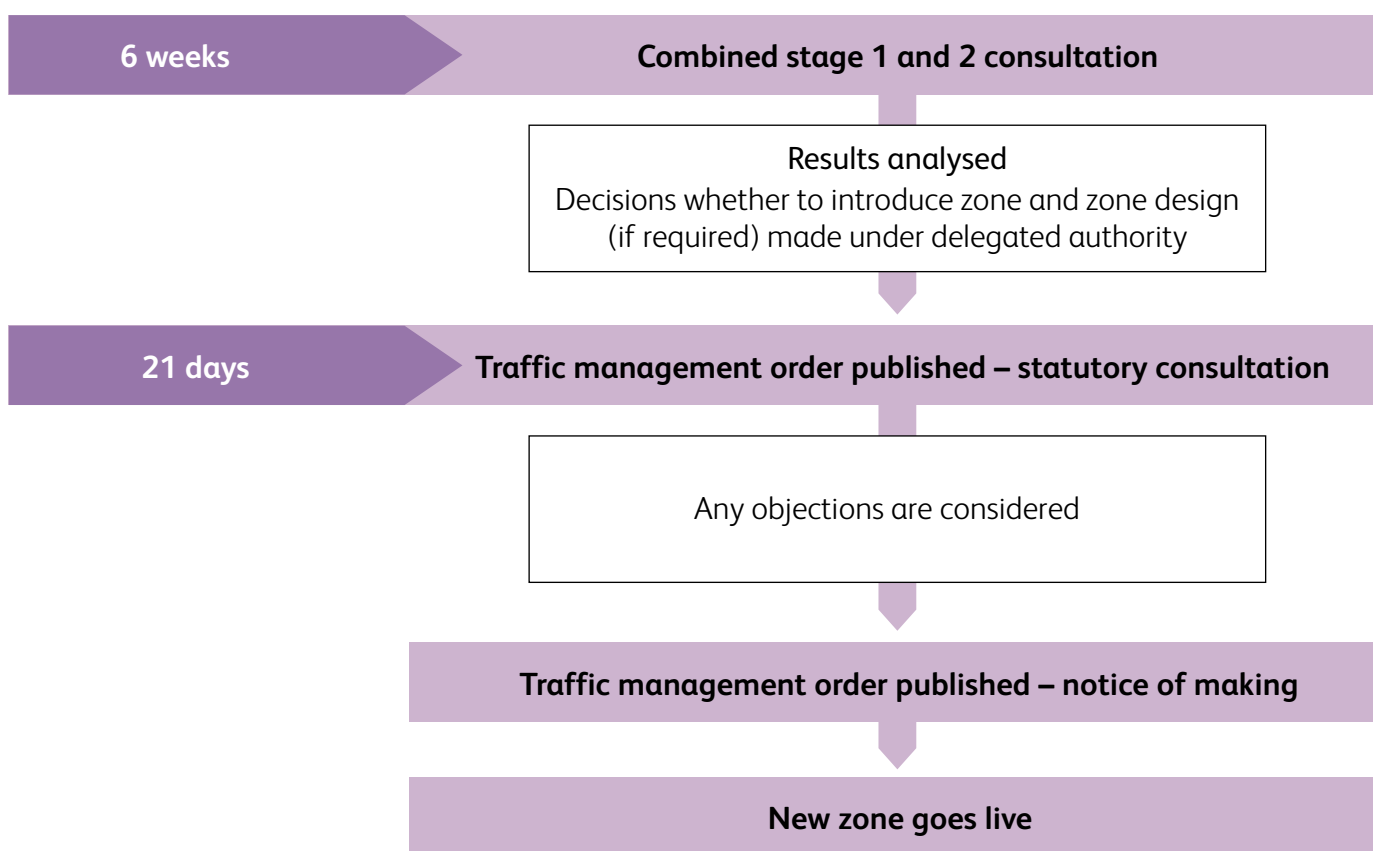 6 weeks
Combined stage 1 and 2 consultation
Results analysed
Decisions whether to introduce zone and zone design
(if required) made under delegated authority
21 days
Traffic management order published – statutory consultation
Any objections are considered
Traffic management order published – notice of making
New zone goes live